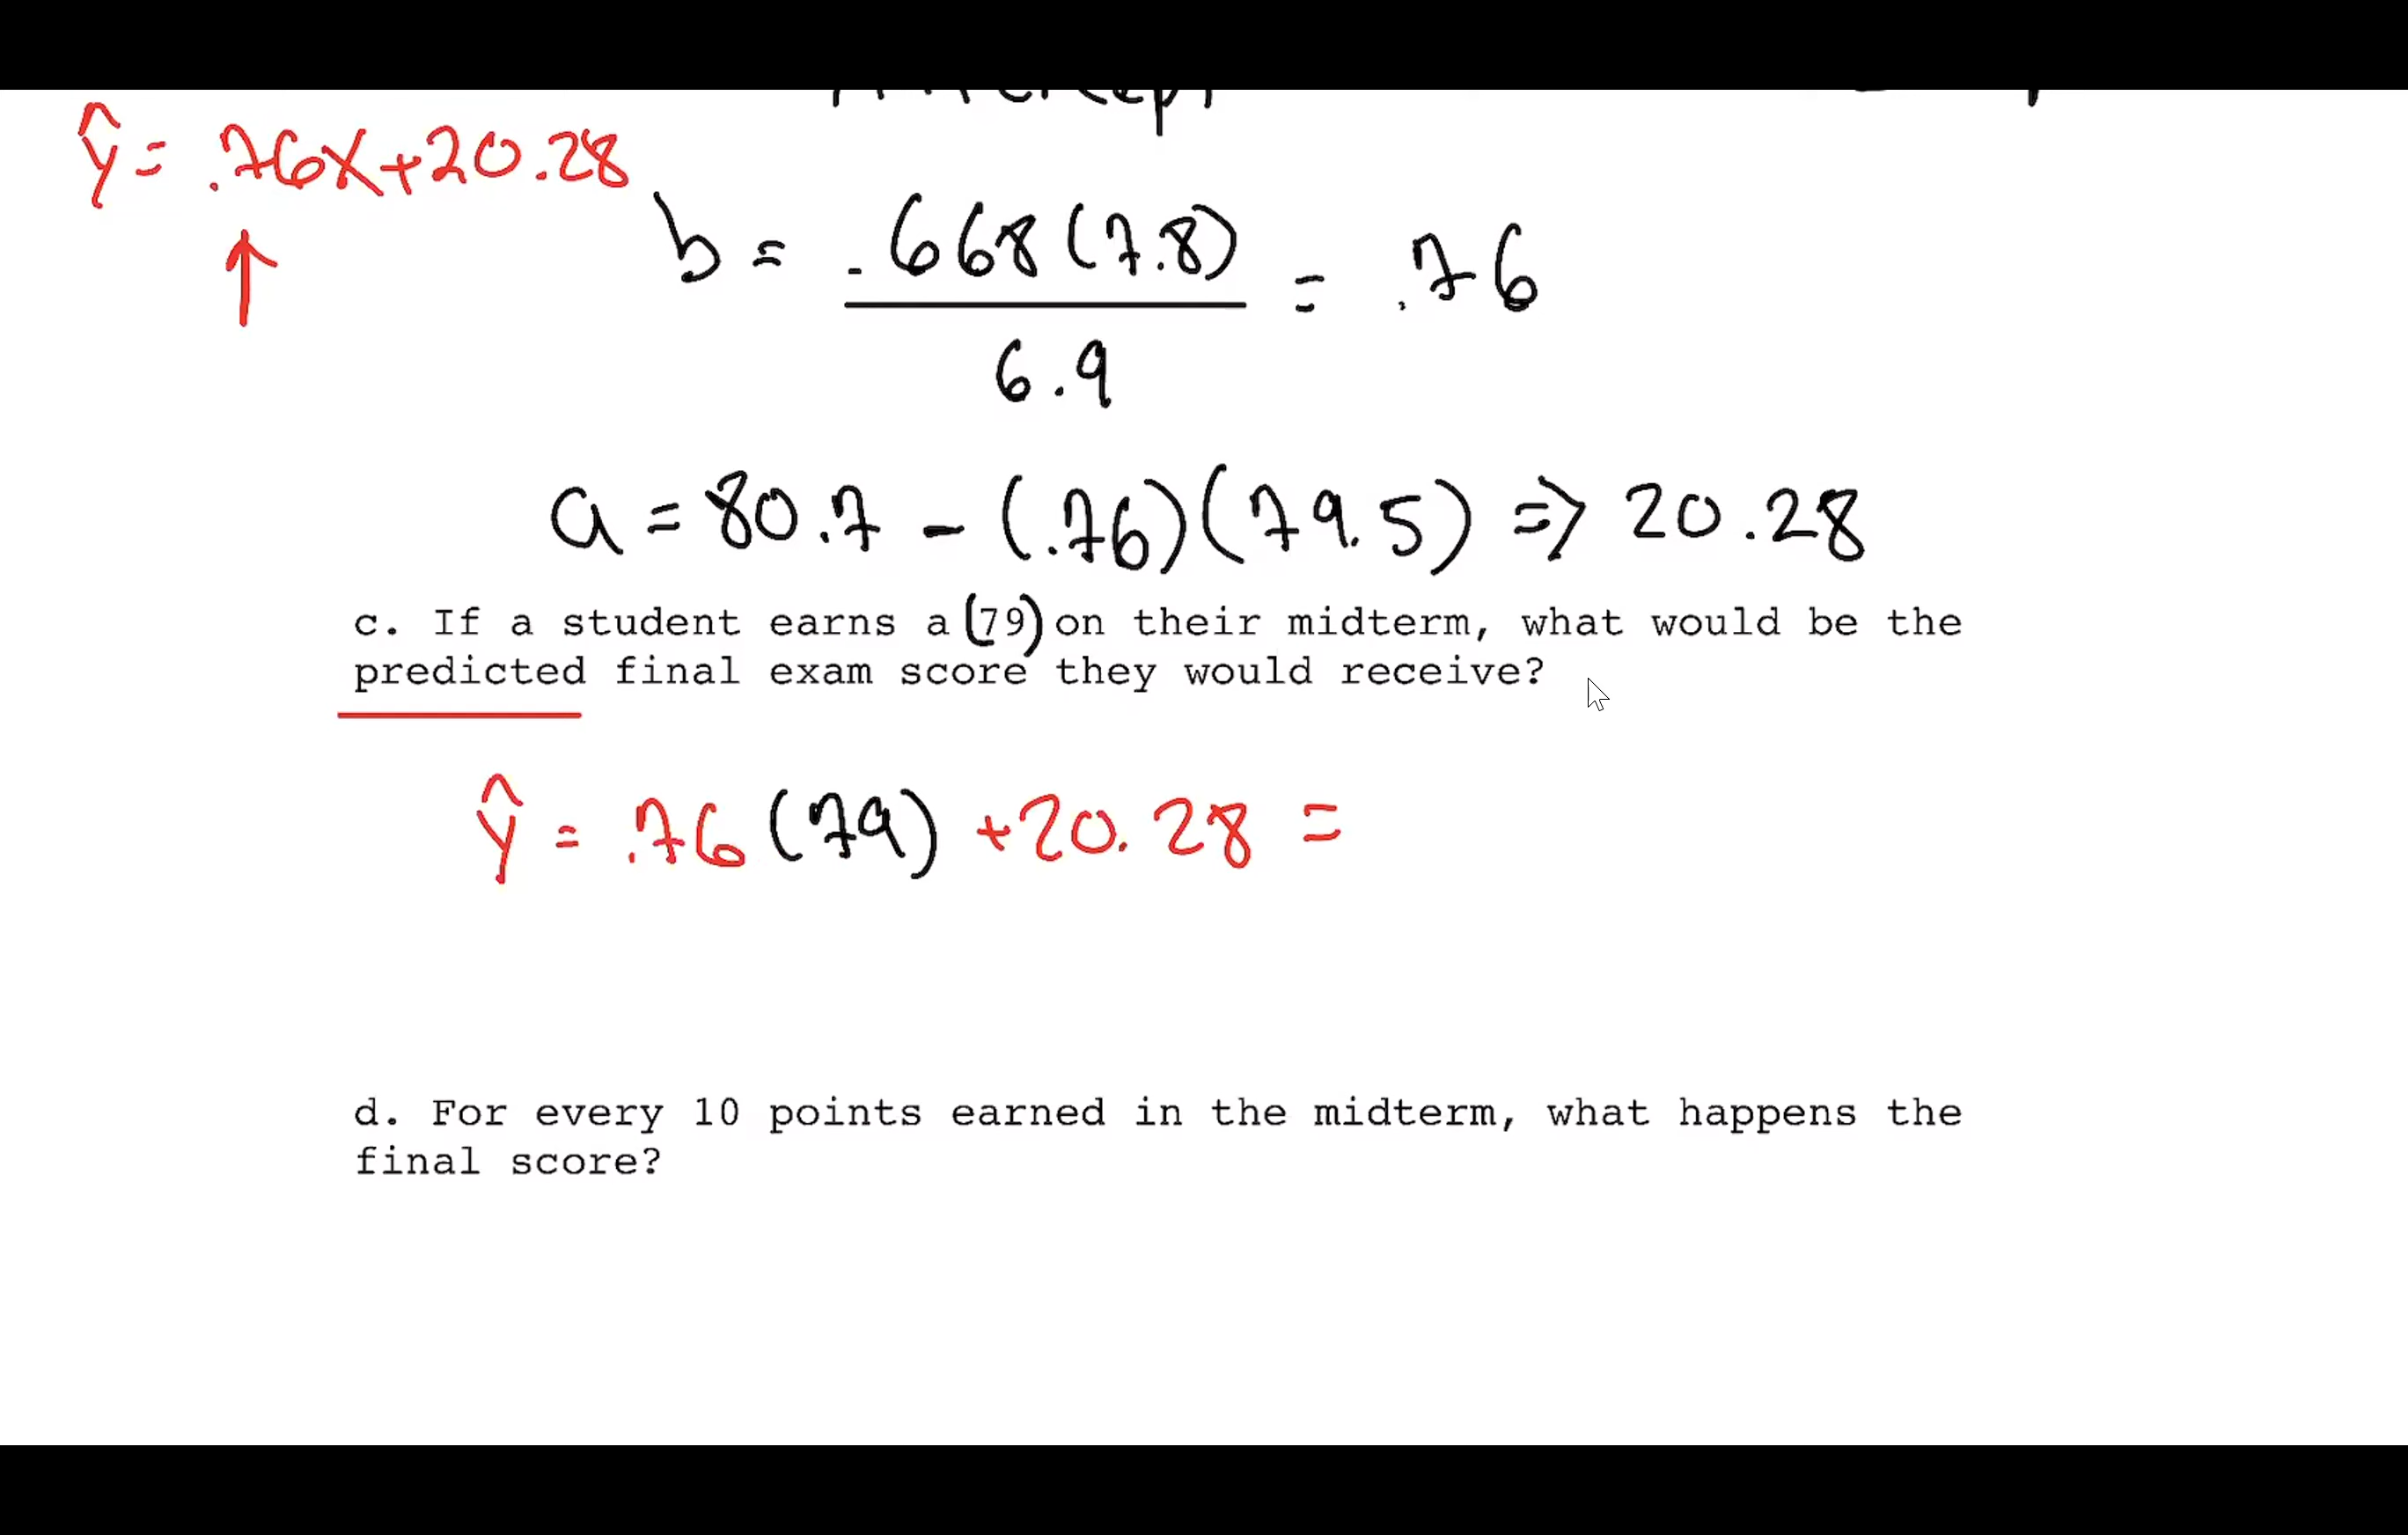 ŷ = .76x+20.28
b = .668(7.8) / 6.9 = .76
a = 80.7 - (.76)(79.5) => 20.28
c. If a student earns a (79) on their midterm, what would be the
predicted final exam score they would receive?
ŷ = .76 (79) +20.28 =
d. For every 10 points earned in the midterm, what happens the
final score?